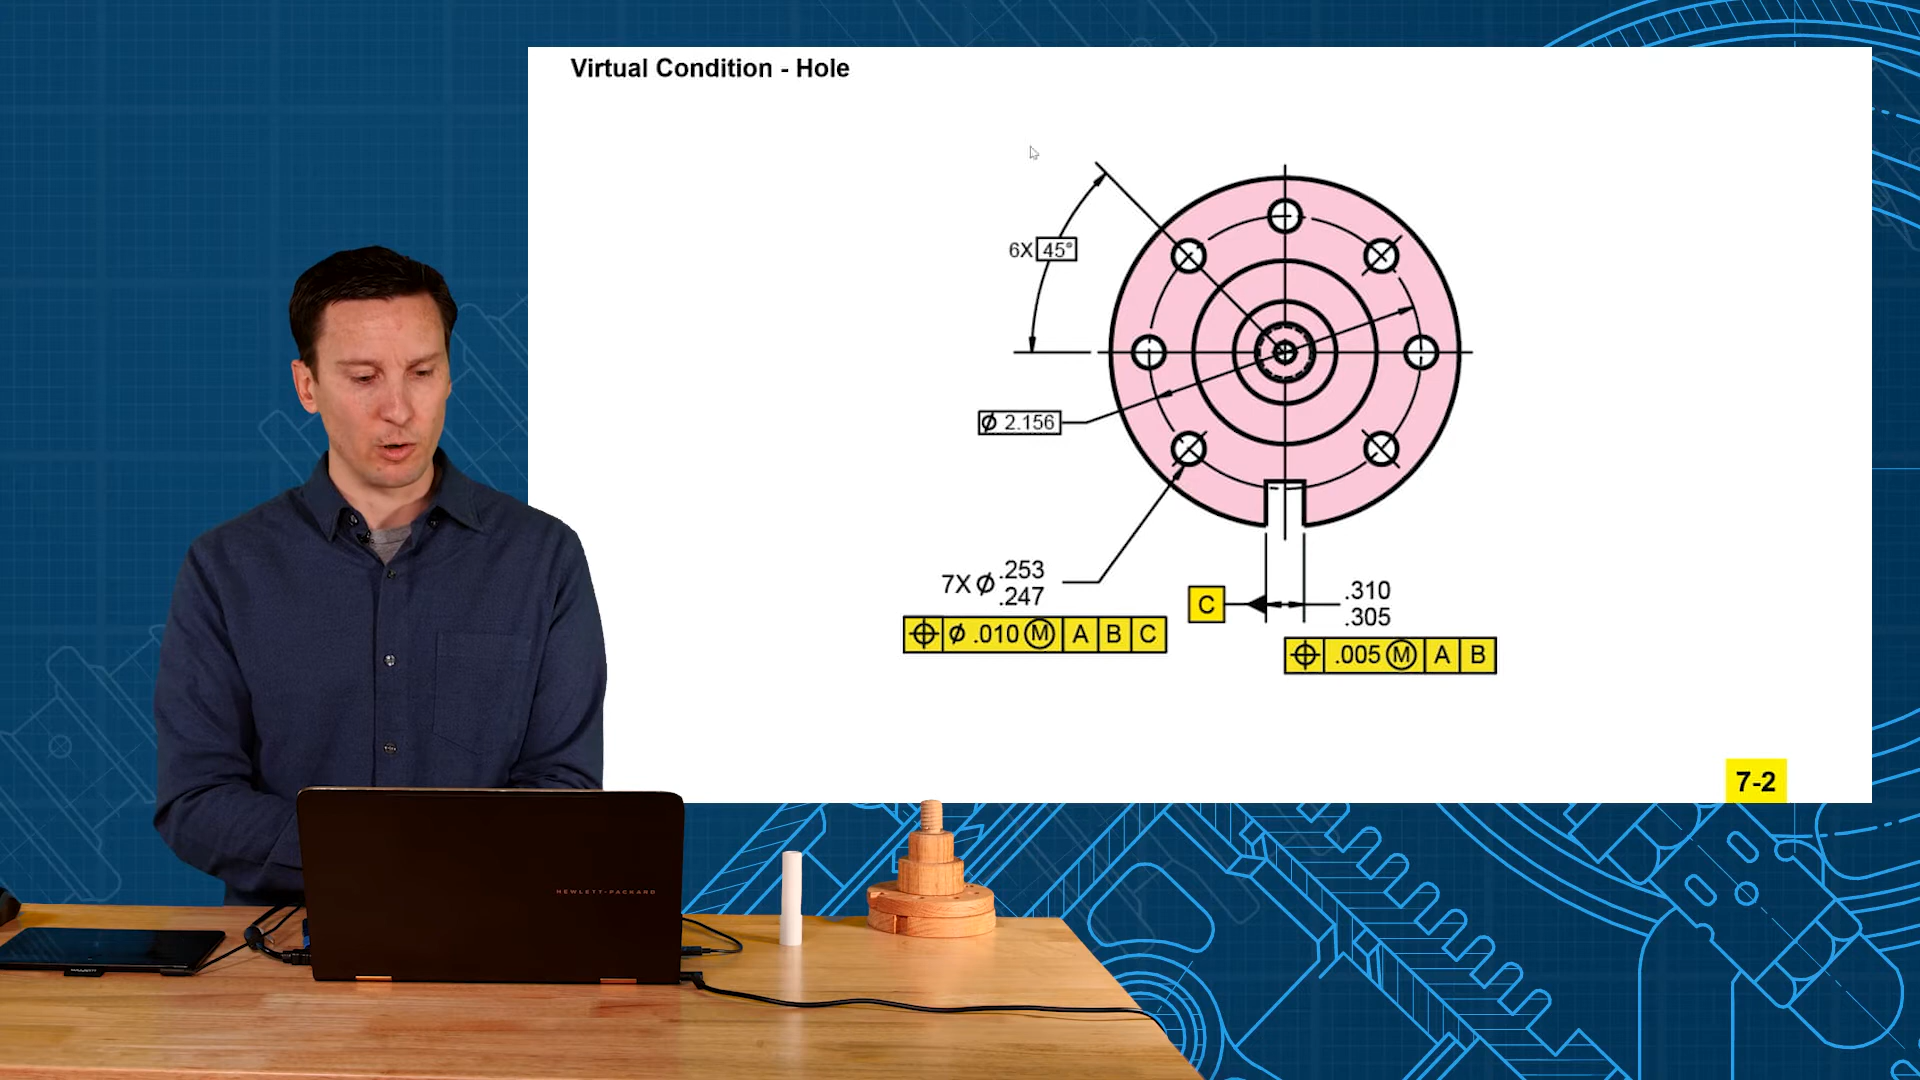 Virtual Condition - Hole
6X 45°
⌀ 2.156
7X ⌀ .253
.247
⌖ ⌀ .010 Ⓜ A B C
C
.310
.305
⌖ .005 Ⓜ A B
7-2
HEWLETT-PACKARD